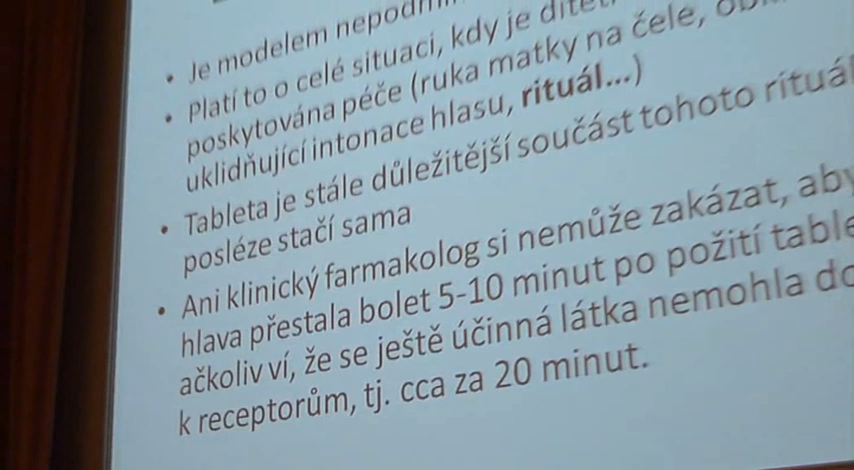 • Je modelem
• Platí to o celé situaci, kdy je
poskytována péče (ruka matky na čele,
uklidňující intonace hlasu, rituál...)
• Tableta je stále důležitější součást tohoto rituál
posléze stačí sama
• Ani klinický farmakolog si nemůže zakázat, aby
hlava přestala bolet 5-10 minut po požití table
ačkoliv ví, že se ještě účinná látka nemohla do
k receptorům, tj. cca za 20 minut.